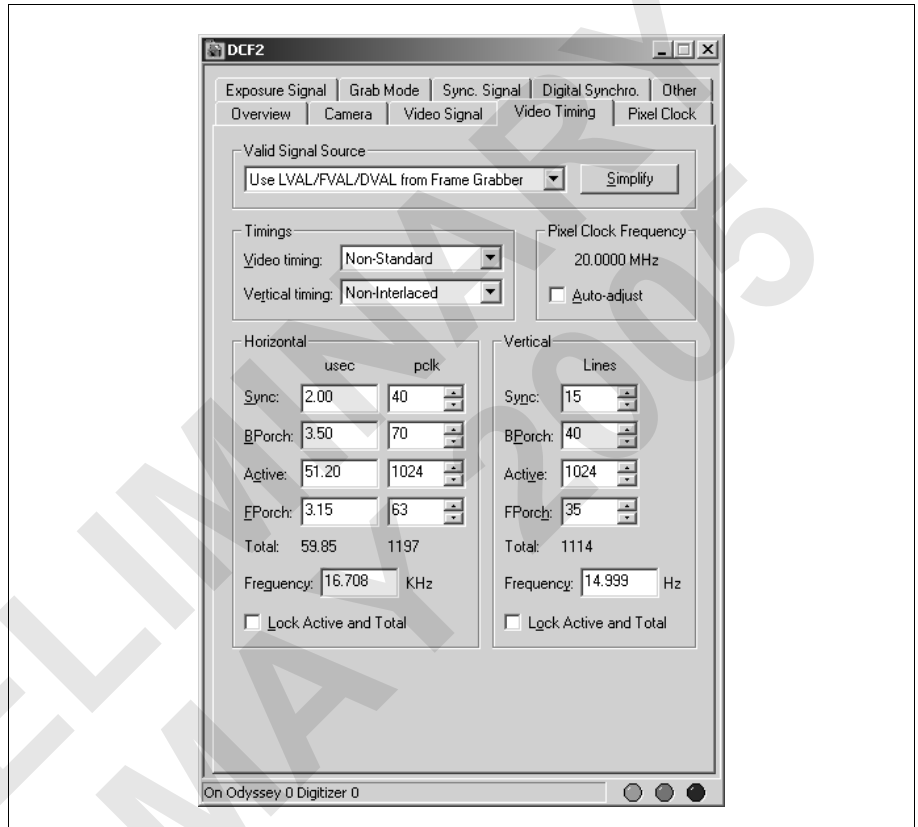 DCF2
Exposure Signal Grab Mode Sync. Signal Digital Synchro. Other
Overview Camera Video Signal Video Timing Pixel Clock
Valid Signal Source
Use LVAL/FVAL/DVAL from Frame Grabber Simplify
Timings Pixel Clock Frequency
Video timing: Non-Standard 20.0000 MHz
Vertical timing: Non-Interlaced Auto-adjust
Horizontal Vertical
usec pclk Lines
Sync: 2.00 40 Sync: 15
BPorch: 3.50 70 BPorch: 40
Active: 51.20 1024 Active: 1024
FPorch: 3.15 63 FPorch: 35
Total: 59.85 1197 Total: 1114
Frequency: 16.708 KHz Frequency: 14.999 Hz
Lock Active and Total Lock Active and Total
On Odyssey 0 Digitizer 0
ELIMINARY
MAY 2005